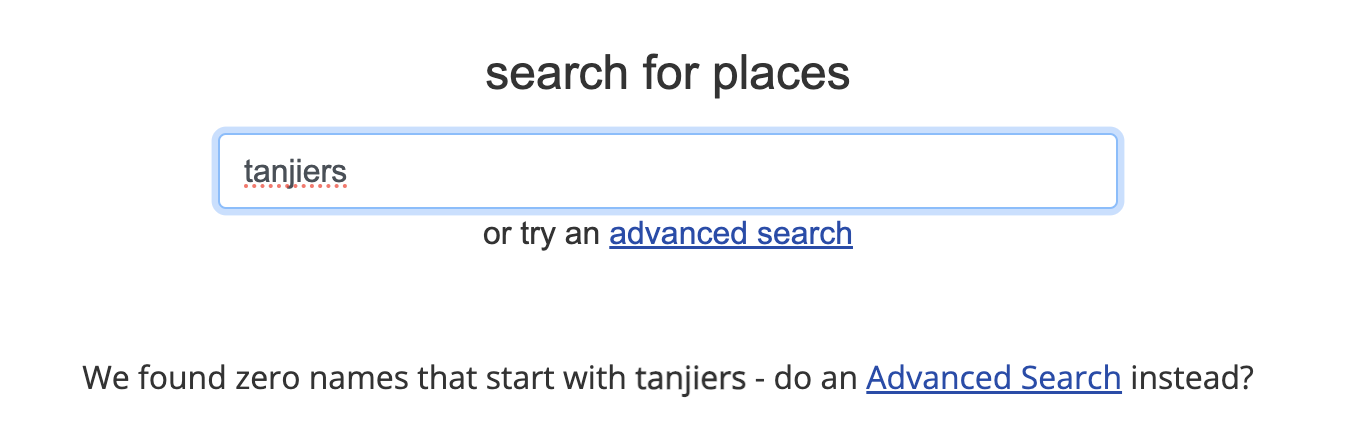 search for places
tanjiers
or try an advanced search
We found zero names that start with tanjiers - do an Advanced Search instead?